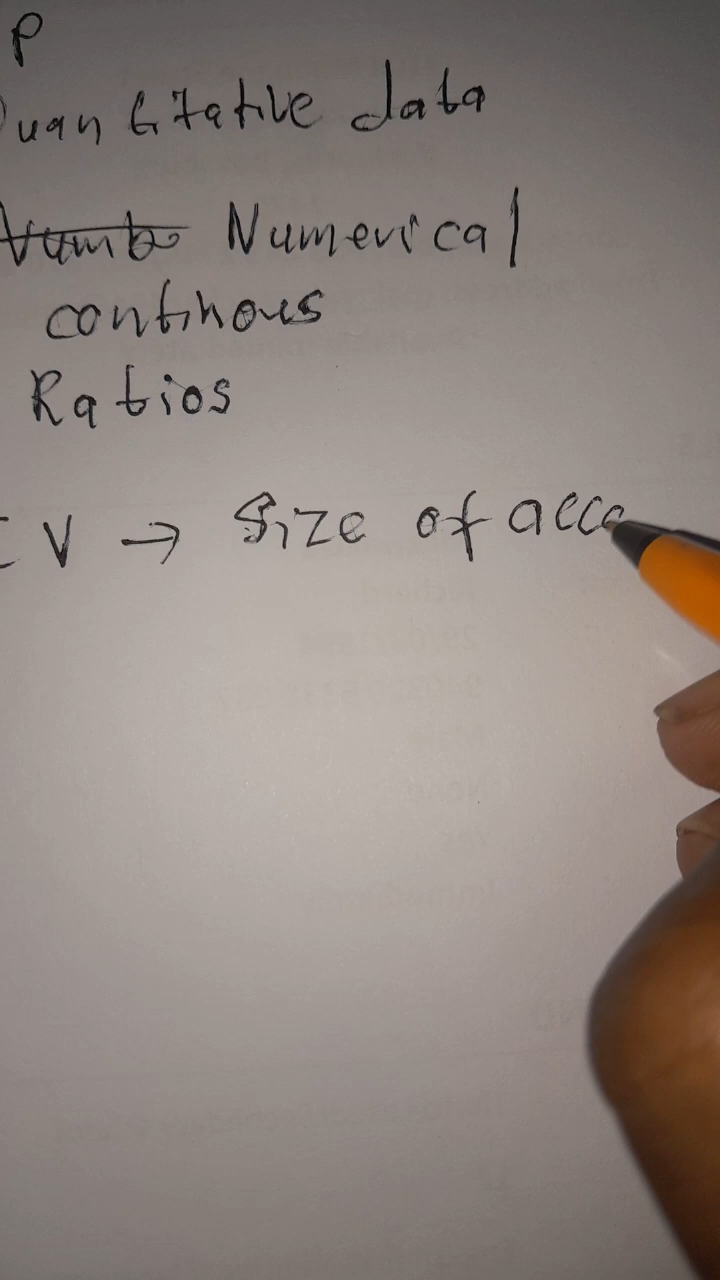 P
uantitative data
Numb Numerical
continous
Ratios
V → Size of acco